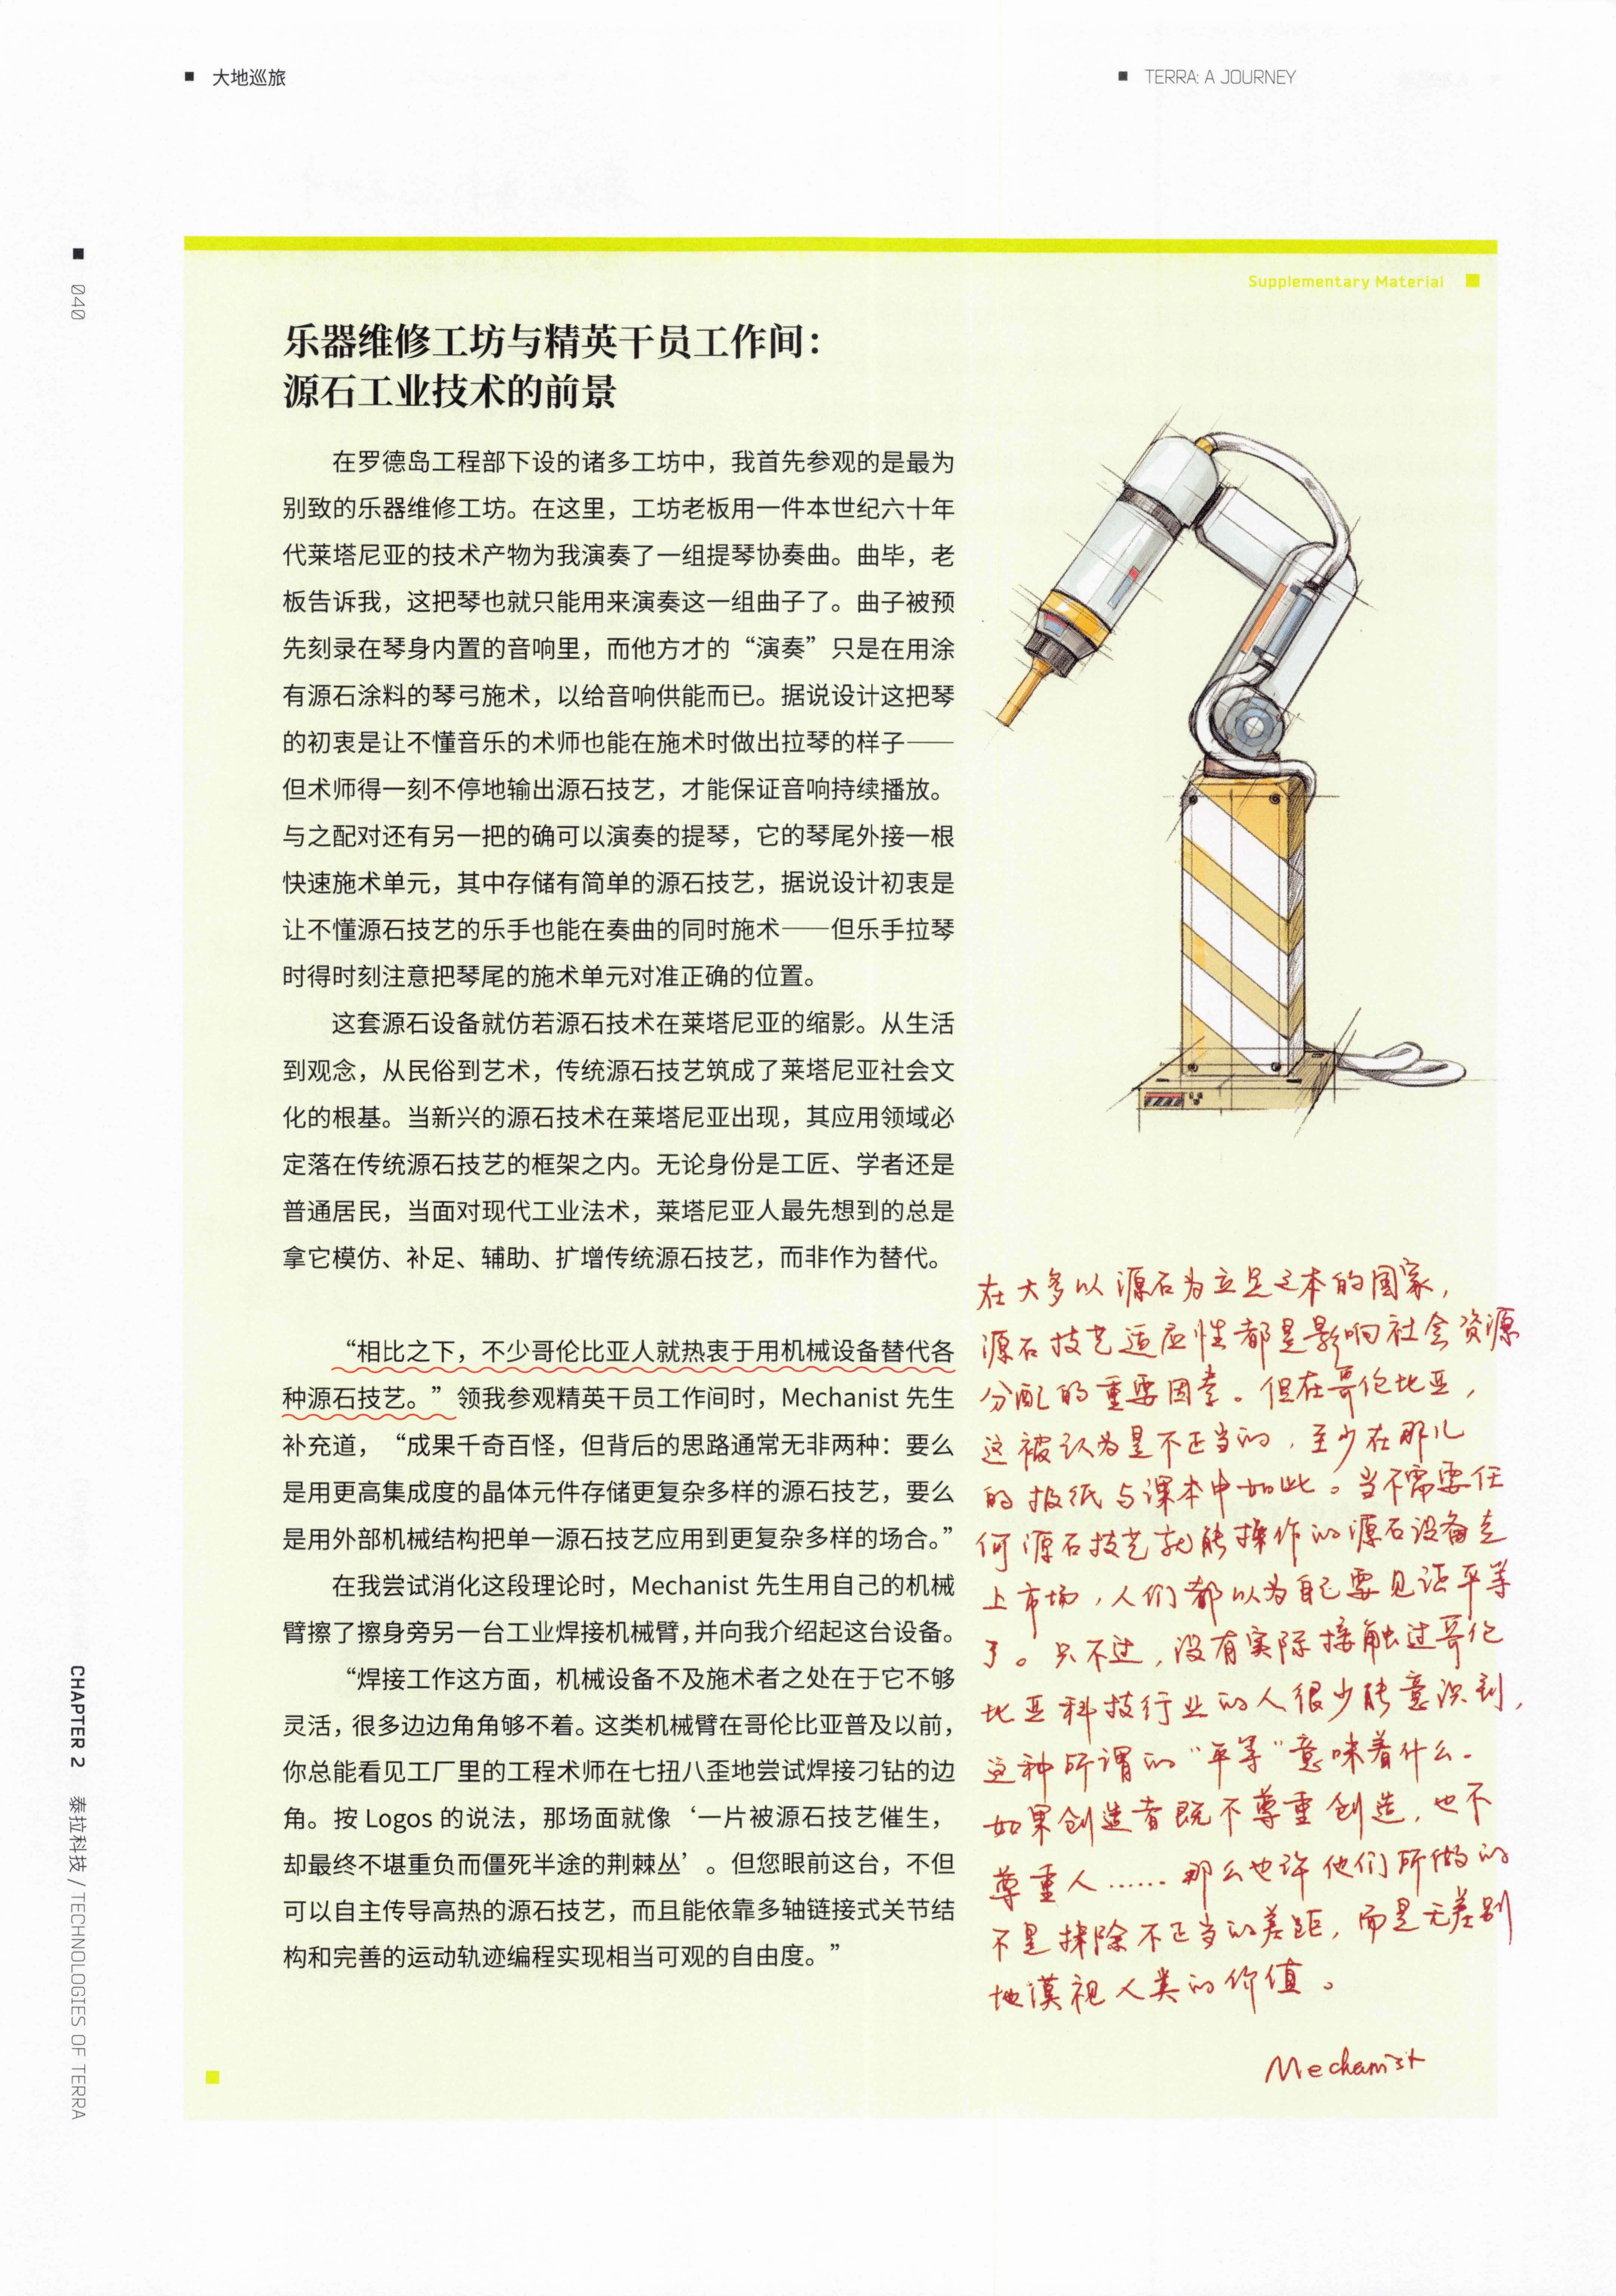 ■ 大地巡旅
■ TERRA: A JOURNEY
■ 040
Supplementary Material ■
乐器维修工坊与精英干员工作间：
源石工业技术的前景
在罗德岛工程部下设的诸多工坊中，我首先参观的是最为
别致的乐器维修工坊。在这里，工坊老板用一件本世纪六十年
代莱塔尼亚的技术产物为我演奏了一组提琴协奏曲。曲毕，老
板告诉我，这把琴也就只能用来演奏这一组曲子了。曲子被预
先刻录在琴身内置的音响里，而他方才的“演奏”只是在用涂
有源石涂料的琴弓施术，以给音响供能而已。据说设计这把琴
的初衷是让不懂音乐的术师也能在施术时做出拉琴的样子——
但术师得一刻不停地输出源石技艺，才能保证音响持续播放。
与之配对还有另一把的确可以演奏的提琴，它的琴尾外接一根
快速施术单元，其中存储有简单的源石技艺，据说设计初衷是
让不懂源石技艺的乐手也能在奏曲的同时施术——但乐手拉琴
时得时刻注意把琴尾的施术单元对准正确的位置。
这套源石设备就仿若源石技术在莱塔尼亚的缩影。从生活
到观念，从民俗到艺术，传统源石技艺筑成了莱塔尼亚社会文
化的根基。当新兴的源石技术在莱塔尼亚出现，其应用领域必
定落在传统源石技艺的框架之内。无论身份是工匠、学者还是
普通居民，当面对现代工业法术，莱塔尼亚人最先想到的总是
拿它模仿、补足、辅助、扩增传统源石技艺，而非作为替代。
“相比之下，不少哥伦比亚人就热衷于用机械设备替代各
种源石技艺。”领我参观精英干员工作间时，Mechanist 先生
补充道，“成果千奇百怪，但背后的思路通常无非两种：要么
是用更高集成度的晶体元件存储更复杂多样的源石技艺，要么
是用外部机械结构把单一源石技艺应用到更复杂多样的场合。”
在我尝试消化这段理论时，Mechanist 先生用自己的机械
臂擦了擦身旁另一台工业焊接机械臂，并向我介绍起这台设备。
“焊接工作这方面，机械设备不及施术者之处在于它不够
灵活，很多边边角角够不着。这类机械臂在哥伦比亚普及以前，
你总能看见工厂里的工程术师在七扭八歪地尝试焊接刁钻的边
角。按 Logos 的说法，那场面就像‘一片被源石技艺催生，
却最终不堪重负而僵死半途的荆棘丛’。但您眼前这台，不但
可以自主传导高热的源石技艺，而且能依靠多轴链接式关节结
构和完善的运动轨迹编程实现相当可观的自由度。”
在大多以源石为立足之本的国家，
源石技艺适应性都是影响社会资源
分配的重要因素。但在哥伦比亚，
这被认为是不正当的，至少在那儿
的报纸与课本中如此。当不需要任
何源石技艺就能操作的源石设备走
上市场，人们都以为自己要见证平等
了。只不过，没有实际接触过哥伦
比亚科技行业的人很少能意识到，
这种所谓的“平等”意味着什么。
如果创造者既不尊重创造，也不
尊重人……那么也许他们所做的
不是抹除不正当的差距，而是无差别
地漠视人类的价值。
Mechanist
CHAPTER 2 泰拉科技 / TECHNOLOGIES OF TERRA